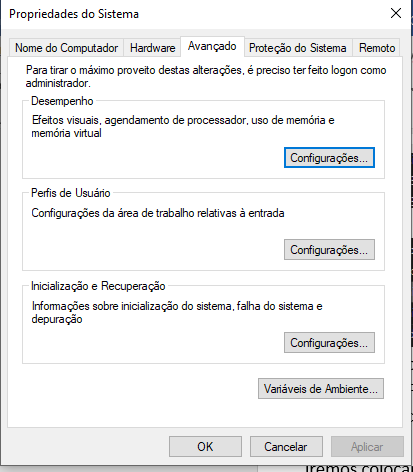 Propriedades do Sistema
Nome do Computador Hardware Avançado Proteção do Sistema Remoto
Para tirar o máximo proveito destas alterações, é preciso ter feito logon como
administrador.
Desempenho
Efeitos visuais, agendamento de processador, uso de memória e
memória virtual
Configurações...
Perfis de Usuário
Configurações da área de trabalho relativas à entrada
Configurações...
Inicialização e Recuperação
Informações sobre inicialização do sistema, falha do sistema e
depuração
Configurações...
Variáveis de Ambiente...
OK Cancelar Aplicar